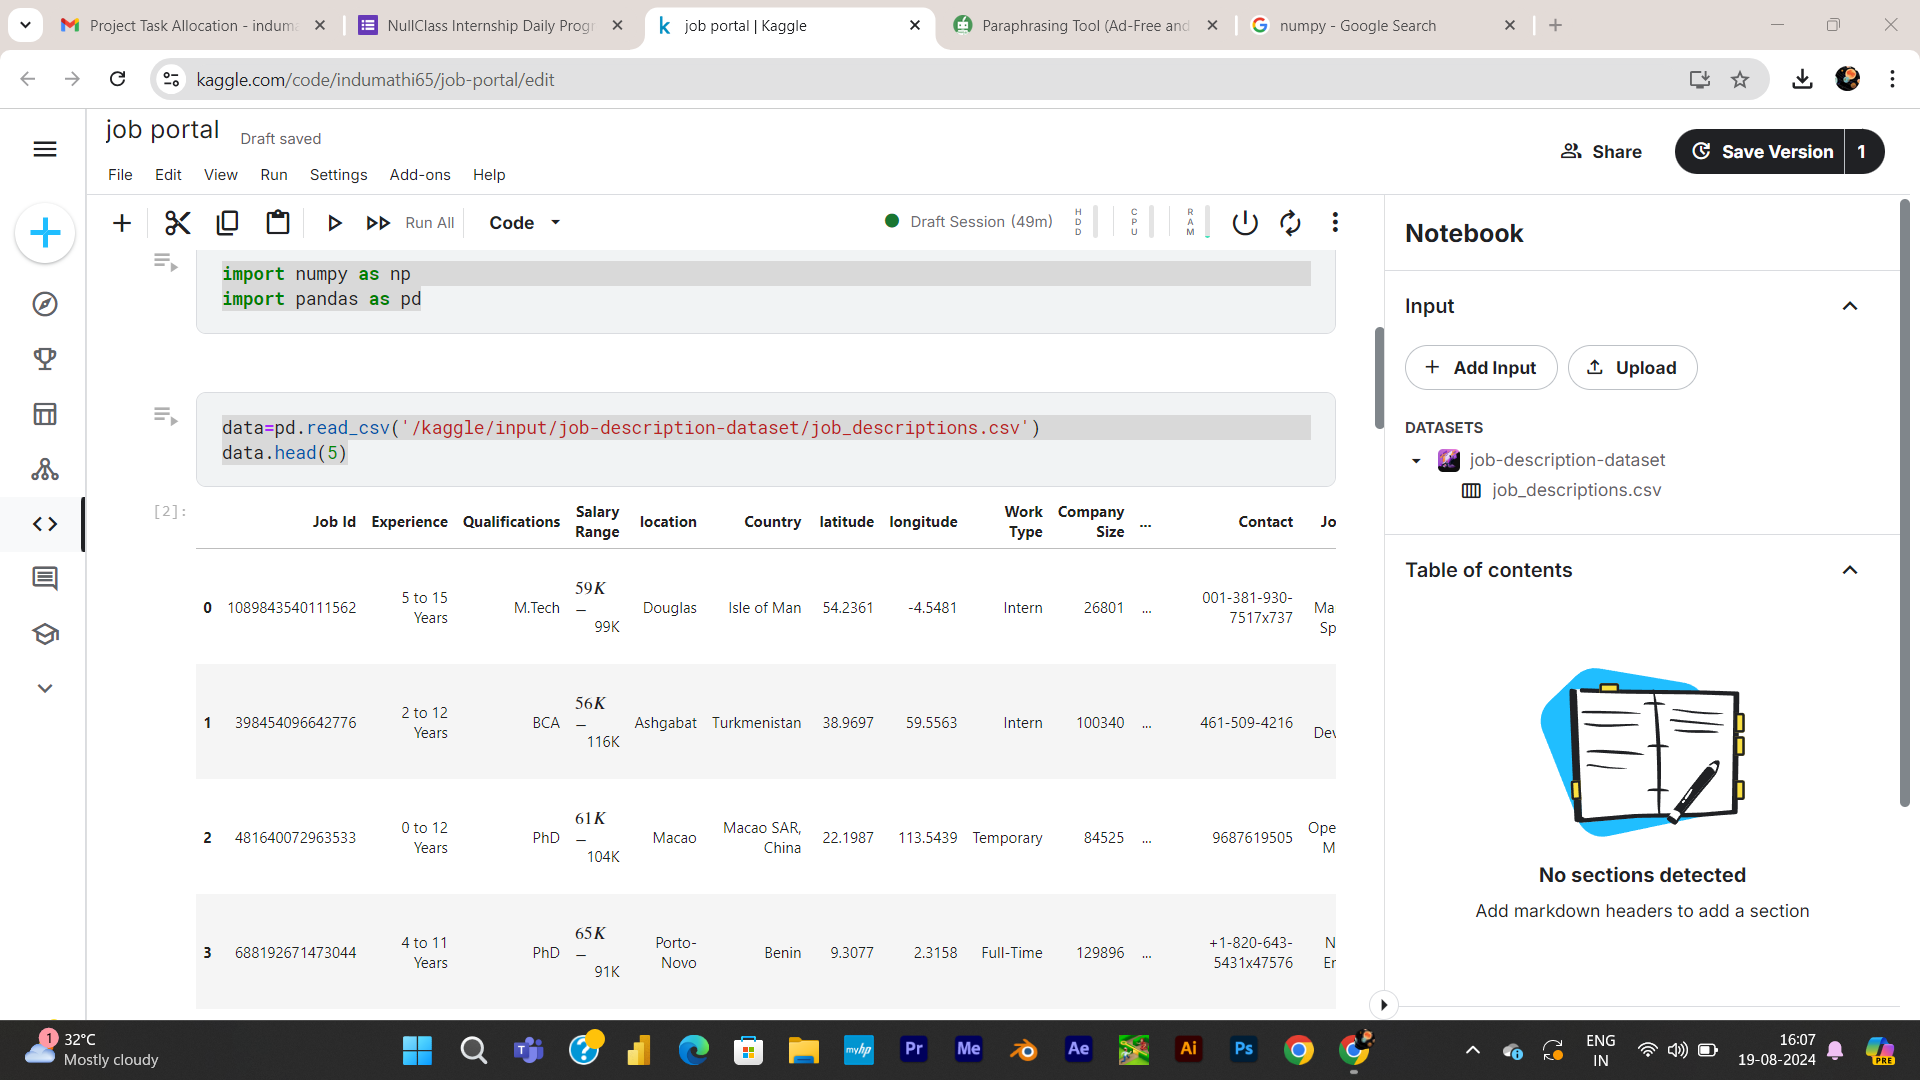 Project Task Allocation - induma
NullClass Internship Daily Progr
job portal | Kaggle
Paraphrasing Tool (Ad-Free and
numpy - Google Search
kaggle.com/code/indumathi65/job-portal/edit
job portal
Draft saved
File Edit View Run Settings Add-ons Help
Share
Save Version 1
Run All
Code
Draft Session (49m)
HDD
CPU
RAM
import numpy as np
import pandas as pd
data=pd.read_csv('/kaggle/input/job-description-dataset/job_descriptions.csv')
data.head(5)
[2]:
Job Id Experience Qualifications Salary Range location Country latitude longitude Work Type Company Size ... Contact Jo
0 1089843540111562 5 to 15 Years M.Tech 59K – 99K Douglas Isle of Man 54.2361 -4.5481 Intern 26801 ... 001-381-930-7517x737 Ma Sp
1 398454096642776 2 to 12 Years BCA 56K – 116K Ashgabat Turkmenistan 38.9697 59.5563 Intern 100340 ... 461-509-4216 Dev
2 481640072963533 0 to 12 Years PhD 61K – 104K Macao Macao SAR, China 22.1987 113.5439 Temporary 84525 ... 9687619505 Ope M
3 688192671473044 4 to 11 Years PhD 65K – 91K Porto-Novo Benin 9.3077 2.3158 Full-Time 129896 ... +1-820-643-5431x47576 N Er
Notebook
Input
Add Input
Upload
DATASETS
job-description-dataset
job_descriptions.csv
Table of contents
No sections detected
Add markdown headers to add a section
1
32°C
Mostly cloudy
myhp
Pr
Me
Ae
Ai
Ps
ENG
IN
16:07
19-08-2024
PRE